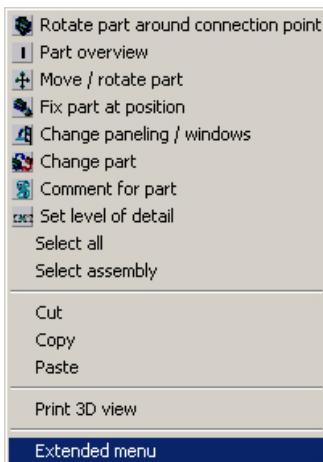 Rotate part around connection point
Part overview
Move / rotate part
Fix part at position
Change paneling / windows
Change part
Comment for part
Set level of detail
Select all
Select assembly
Cut
Copy
Paste
Print 3D view
Extended menu